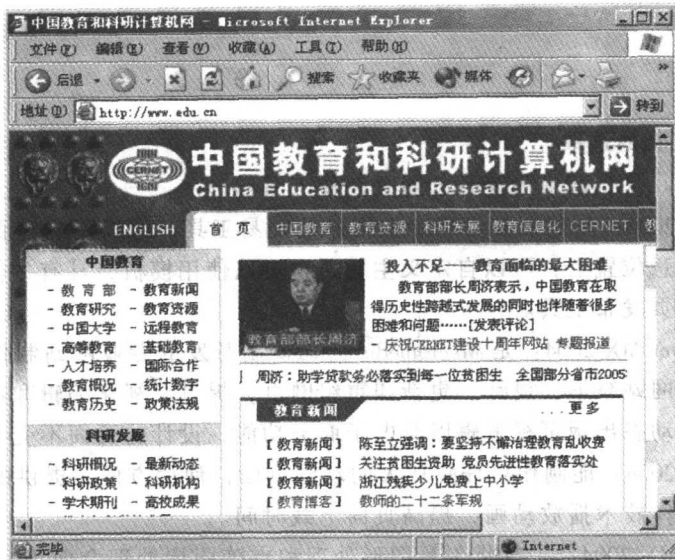 中国教育和科研计算机网 - Microsoft Internet Explorer
文件(F) 编辑(E) 查看(V) 收藏(A) 工具(T) 帮助(H)
后退 搜索 收藏夹 媒体 »
地址(D) http://www.edu.cn 转到
CERNET
中国教育和科研计算机网
China Education and Research Network
ENGLISH 首 页 中国教育 教育资源 科研发展 教育信息化 CERNET 教
中国教育
- 教 育 部 - 教育新闻
- 教育研究 - 教育资源
- 中国大学 - 远程教育
- 高等教育 - 基础教育
- 人才培养 - 国际合作
- 教育概况 - 统计数字
- 教育历史 - 政策法规
科研发展
- 科研概况 - 最新动态
- 科研政策 - 科研机构
- 学术期刊 - 高校成果
教育部部长周济
投入不足——教育面临的最大困难
教育部部长周济表示，中国教育在取
得历史性跨越式发展的同时也伴随着很多
困难和问题……[发表评论]
- 庆祝CERNET建设十周年网站 专题报道
周济：助学贷款务必落实到每一位贫困生 全国部分省市2005
教育新闻 ...更多
【教育新闻】 陈至立强调：要坚持不懈治理教育乱收费
【教育新闻】 关注贫困生资助 党员先进性教育落实处
【教育新闻】 浙江残疾少儿免费上中小学
【教育博客】 教师的二十二条军规
完毕 Internet